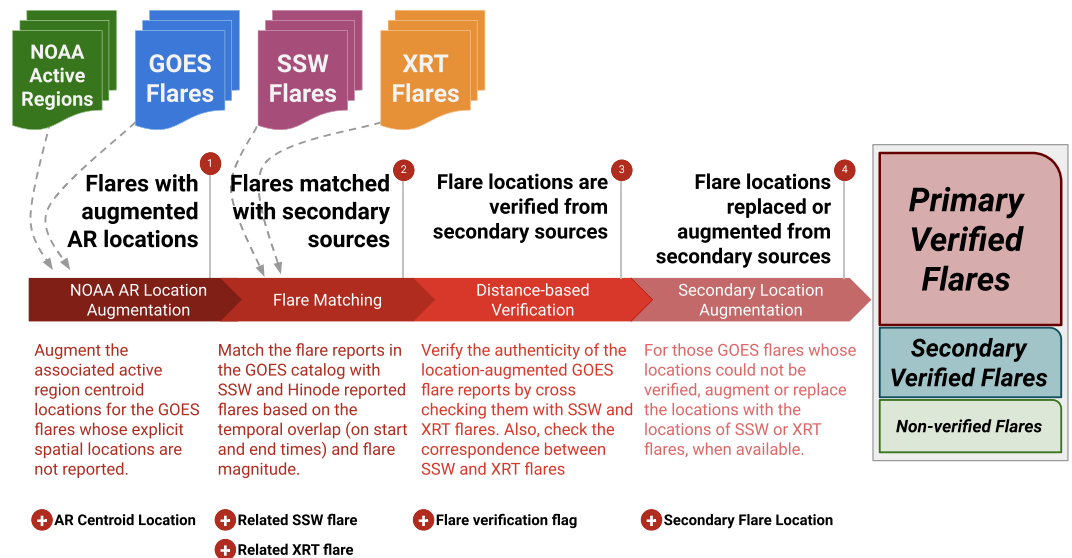 NOAA
Active
Regions
GOES
Flares
SSW
Flares
XRT
Flares
1
Flares with
augmented
AR locations
2
Flares matched
with secondary
sources
3
Flare locations are
verified from
secondary sources
4
Flare locations
replaced or
augmented from
secondary sources
NOAA AR Location
Augmentation
Flare Matching
Distance-based
Verification
Secondary Location
Augmentation
Augment the
associated active
region centroid
locations for the GOES
flares whose explicit
spatial locations are
not reported.
Match the flare reports in
the GOES catalog with
SSW and Hinode reported
flares based on the
temporal overlap (on start
and end times) and flare
magnitude.
Verify the authenticity of the
location-augmented GOES
flare reports by cross
checking them with SSW and
XRT flares. Also, check the
correspondence between
SSW and XRT flares
For those GOES flares whose
locations could not be
verified, augment or replace
the locations with the
locations of SSW or XRT
flares, when available.
+ AR Centroid Location
+ Related SSW flare
+ Related XRT flare
+ Flare verification flag
+ Secondary Flare Location
Primary
Verified
Flares
Secondary
Verified Flares
Non-verified Flares